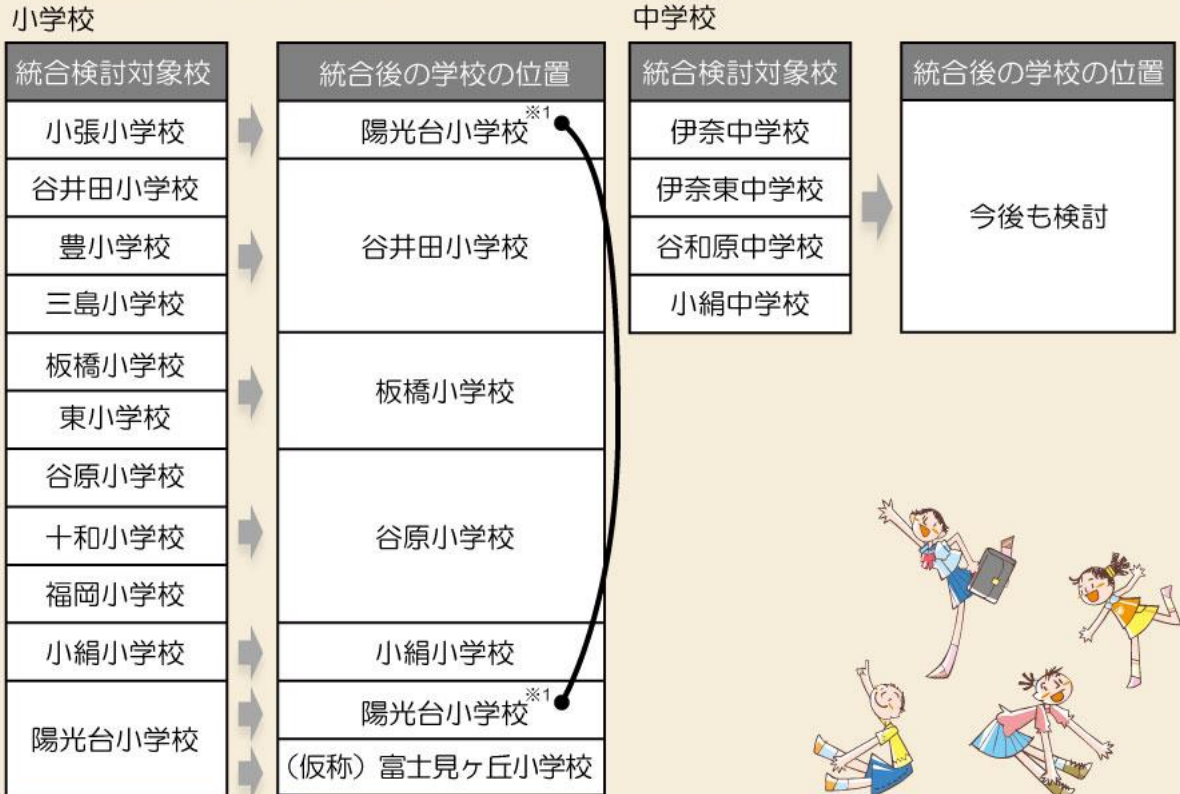 小学校
統合検討対象校
統合後の学校の位置
小張小学校
陽光台小学校※1
谷井田小学校
豊小学校
三島小学校
谷井田小学校
板橋小学校
東小学校
板橋小学校
谷原小学校
十和小学校
福岡小学校
谷原小学校
小絹小学校
小絹小学校
陽光台小学校
陽光台小学校※1
（仮称）富士見ヶ丘小学校
中学校
統合検討対象校
統合後の学校の位置
伊奈中学校
伊奈東中学校
谷和原中学校
小絹中学校
今後も検討